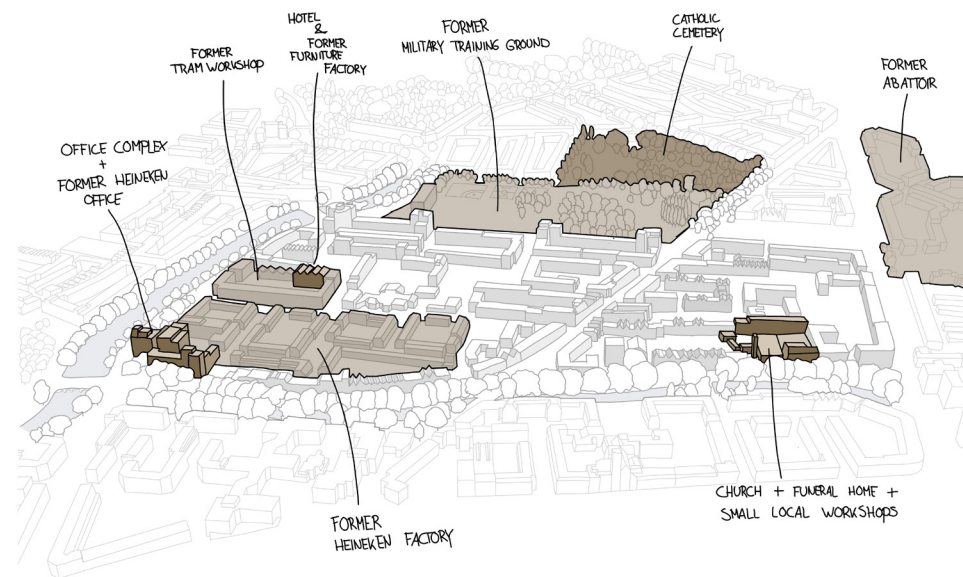 HOTEL
&
FORMER
FURNITURE
FACTORY
FORMER
TRAM WORKSHOP
FORMER
MILITARY TRAINING GROUND
CATHOLIC
CEMETERY
FORMER
ABATTOIR
OFFICE COMPLEX
+
FORMER HEINEKEN
OFFICE
FORMER
HEINEKEN FACTORY
CHURCH + FUNERAL HOME +
SMALL LOCAL WORKSHOPS